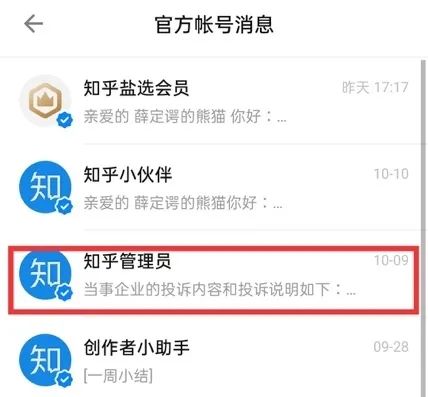 官方帐号消息
知乎盐选会员 昨天 17:17
亲爱的 薛定谔的熊猫 你好：...
知 知乎小伙伴 10-10
亲爱的 薛定谔的熊猫你好：...
知 知乎管理员 10-09
当事企业的投诉内容和投诉说明如下：...
知 创作者小助手 09-28
[一周小结]